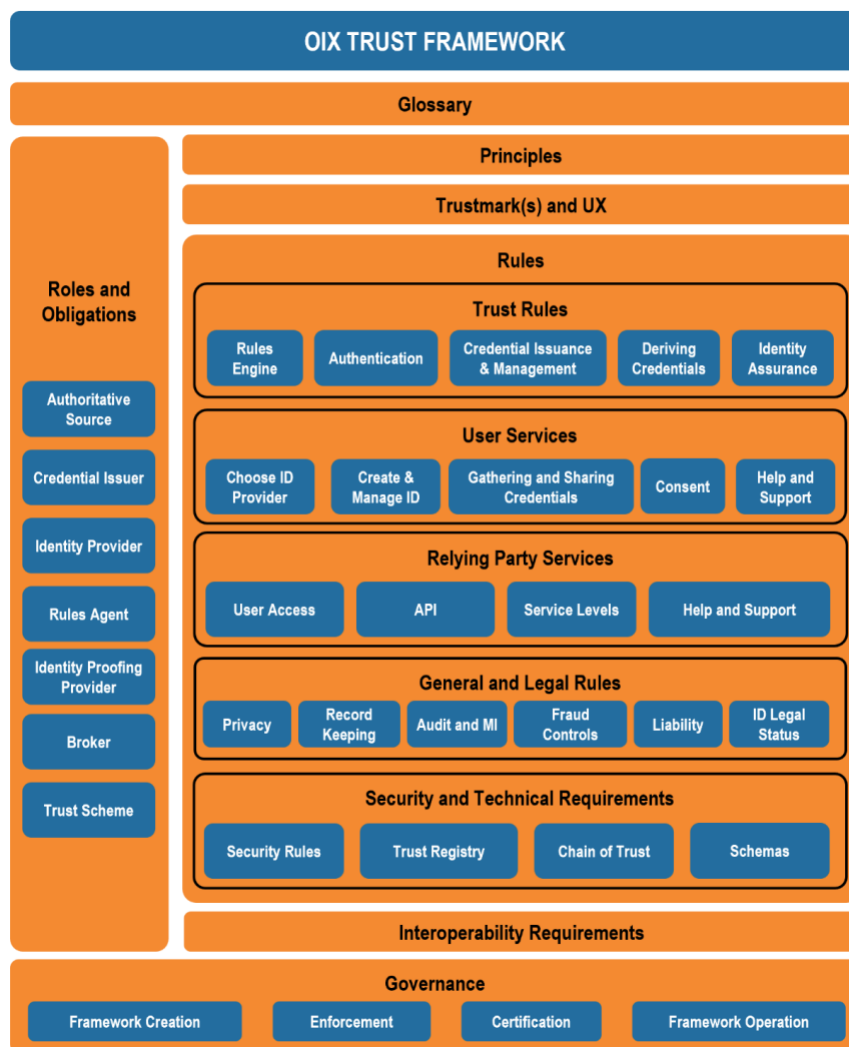 OIX TRUST FRAMEWORK
Glossary
Roles and
Obligations
Authoritative
Source
Credential Issuer
Identity Provider
Rules Agent
Identity Proofing
Provider
Broker
Trust Scheme
Principles
Trustmark(s) and UX
Rules
Trust Rules
Rules
Engine
Authentication
Credential Issuance
& Management
Deriving
Credentials
Identity
Assurance
User Services
Choose ID
Provider
Create &
Manage ID
Gathering and Sharing
Credentials
Consent
Help and
Support
Relying Party Services
User Access
API
Service Levels
Help and Support
General and Legal Rules
Privacy
Record
Keeping
Audit and MI
Fraud
Controls
Liability
ID Legal
Status
Security and Technical Requirements
Security Rules
Trust Registry
Chain of Trust
Schemas
Interoperability Requirements
Governance
Framework Creation
Enforcement
Certification
Framework Operation